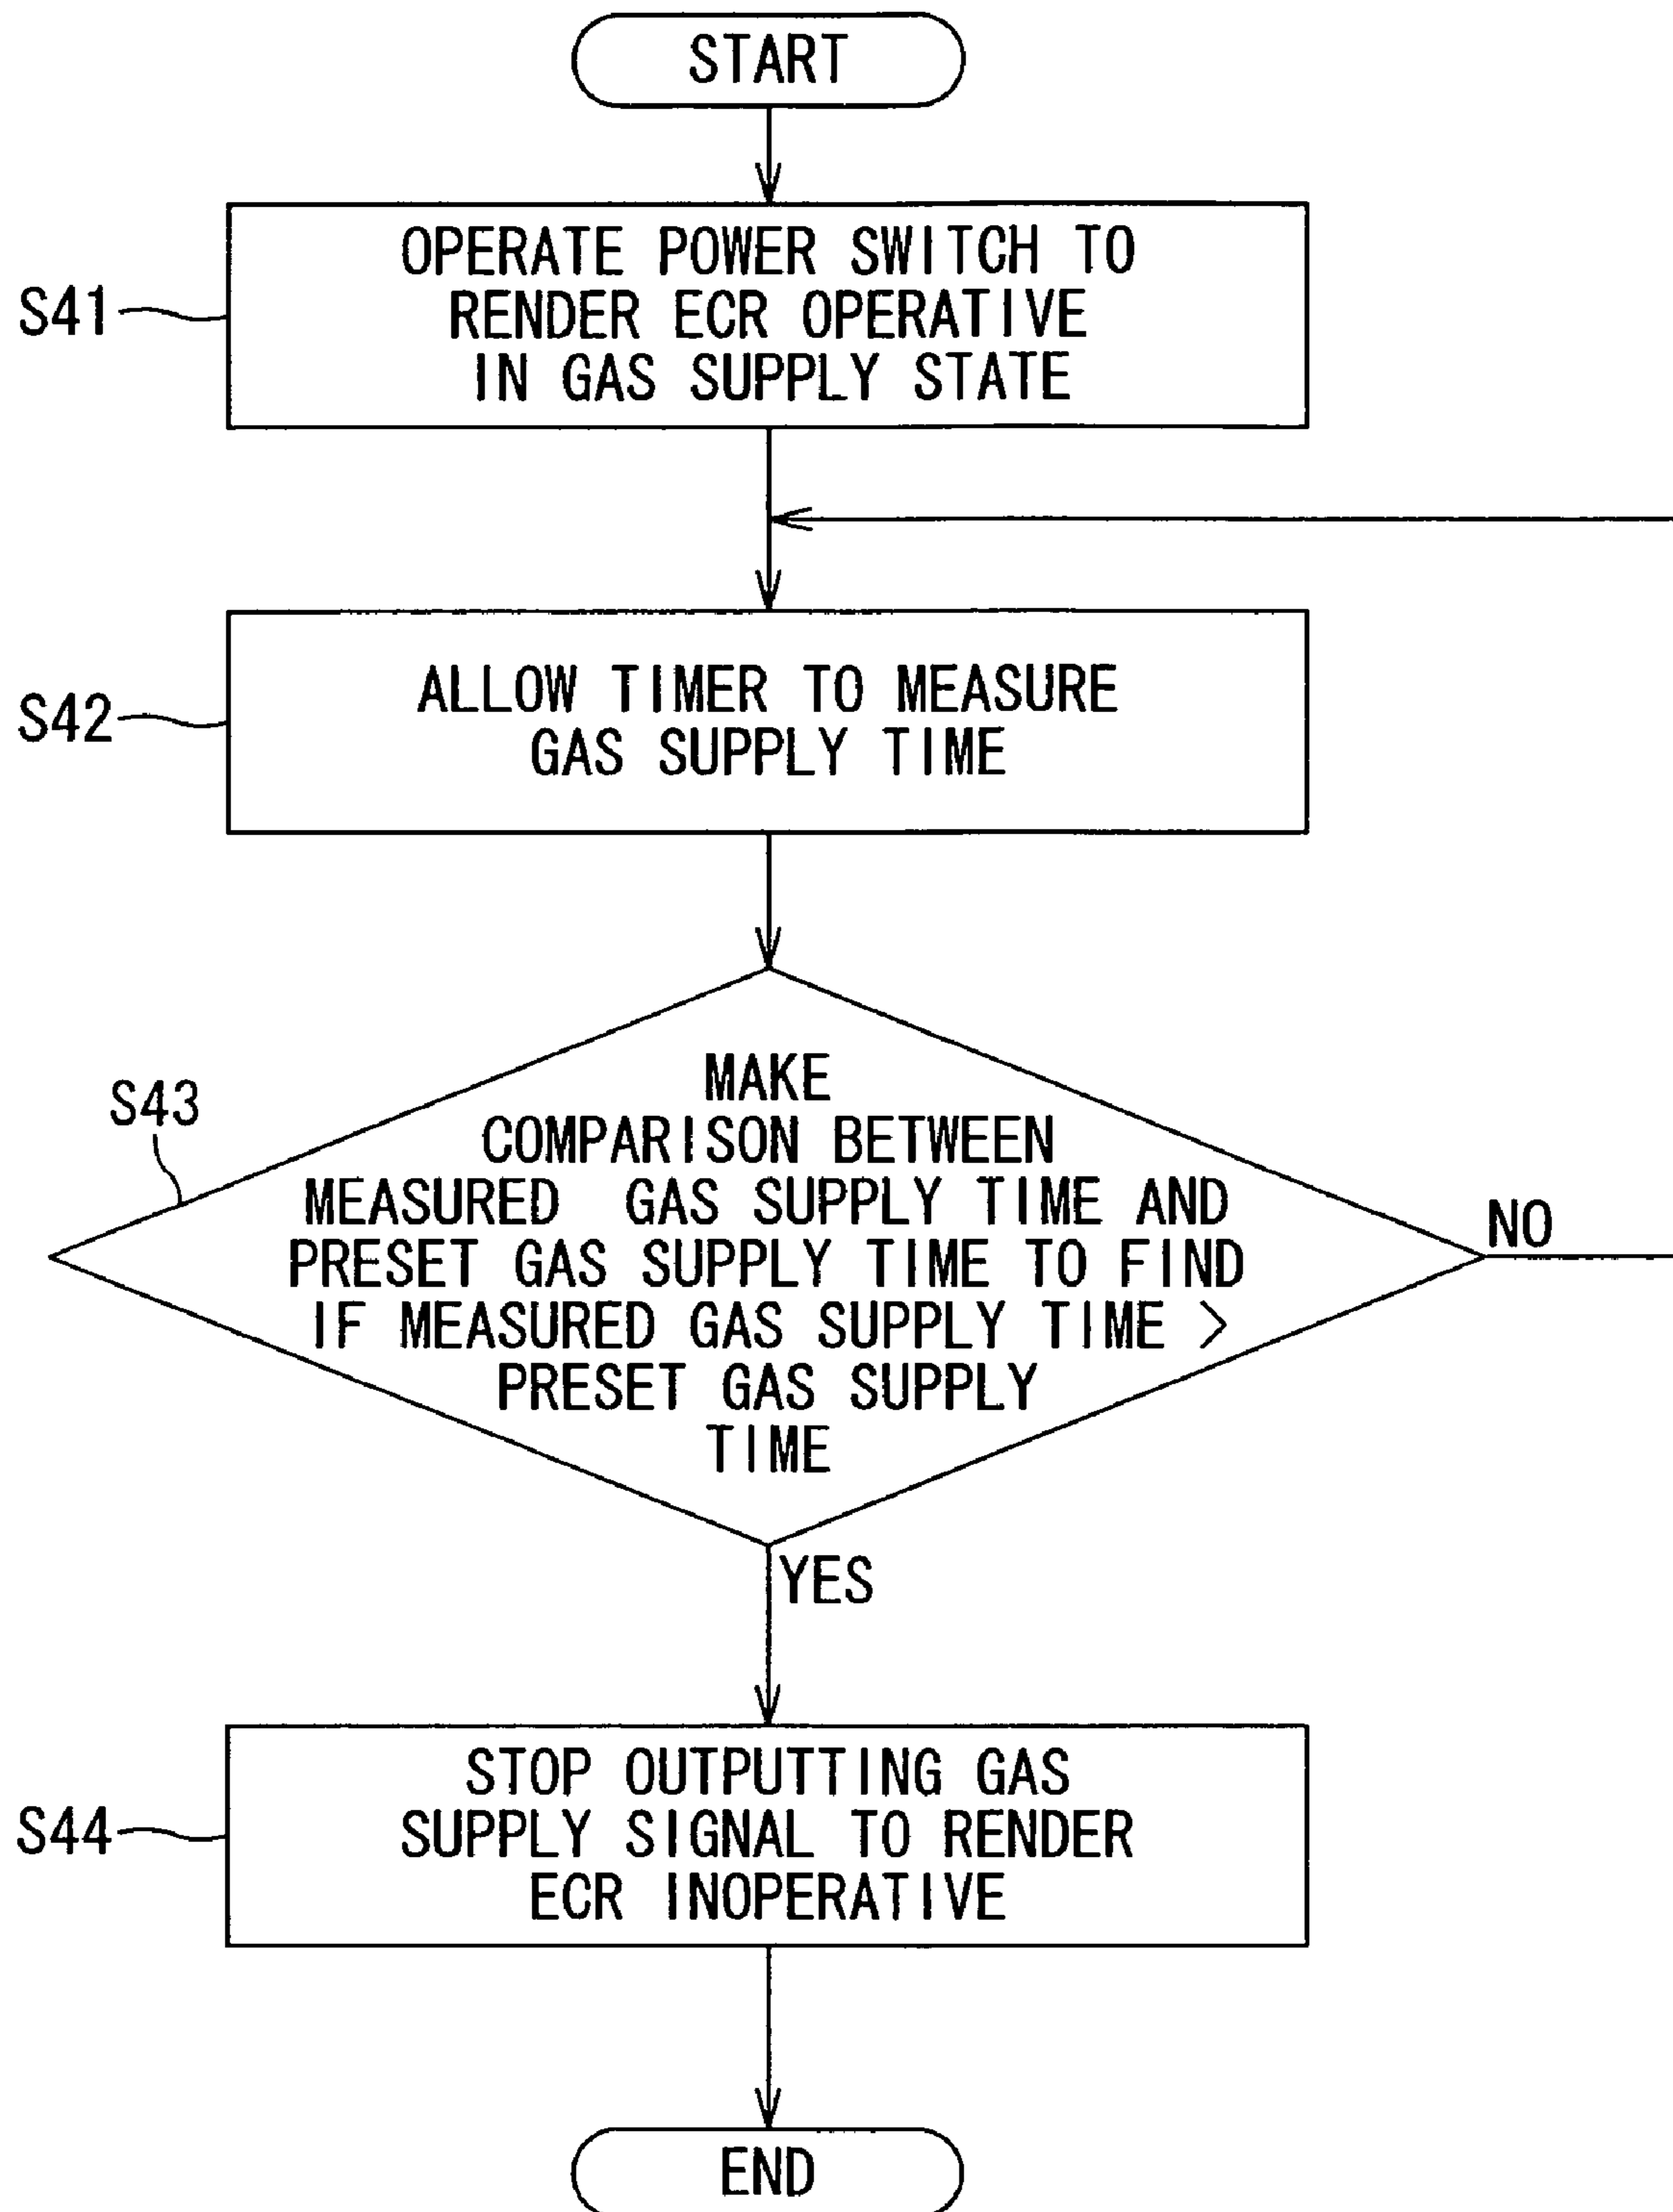 START
S41
OPERATE POWER SWITCH TO
RENDER ECR OPERATIVE
IN GAS SUPPLY STATE
S42
ALLOW TIMER TO MEASURE
GAS SUPPLY TIME
S43
MAKE
COMPARISON BETWEEN
MEASURED GAS SUPPLY TIME AND
PRESET GAS SUPPLY TIME TO FIND
IF MEASURED GAS SUPPLY TIME >
PRESET GAS SUPPLY
TIME
NO
YES
S44
STOP OUTPUTTING GAS
SUPPLY SIGNAL TO RENDER
ECR INOPERATIVE
END